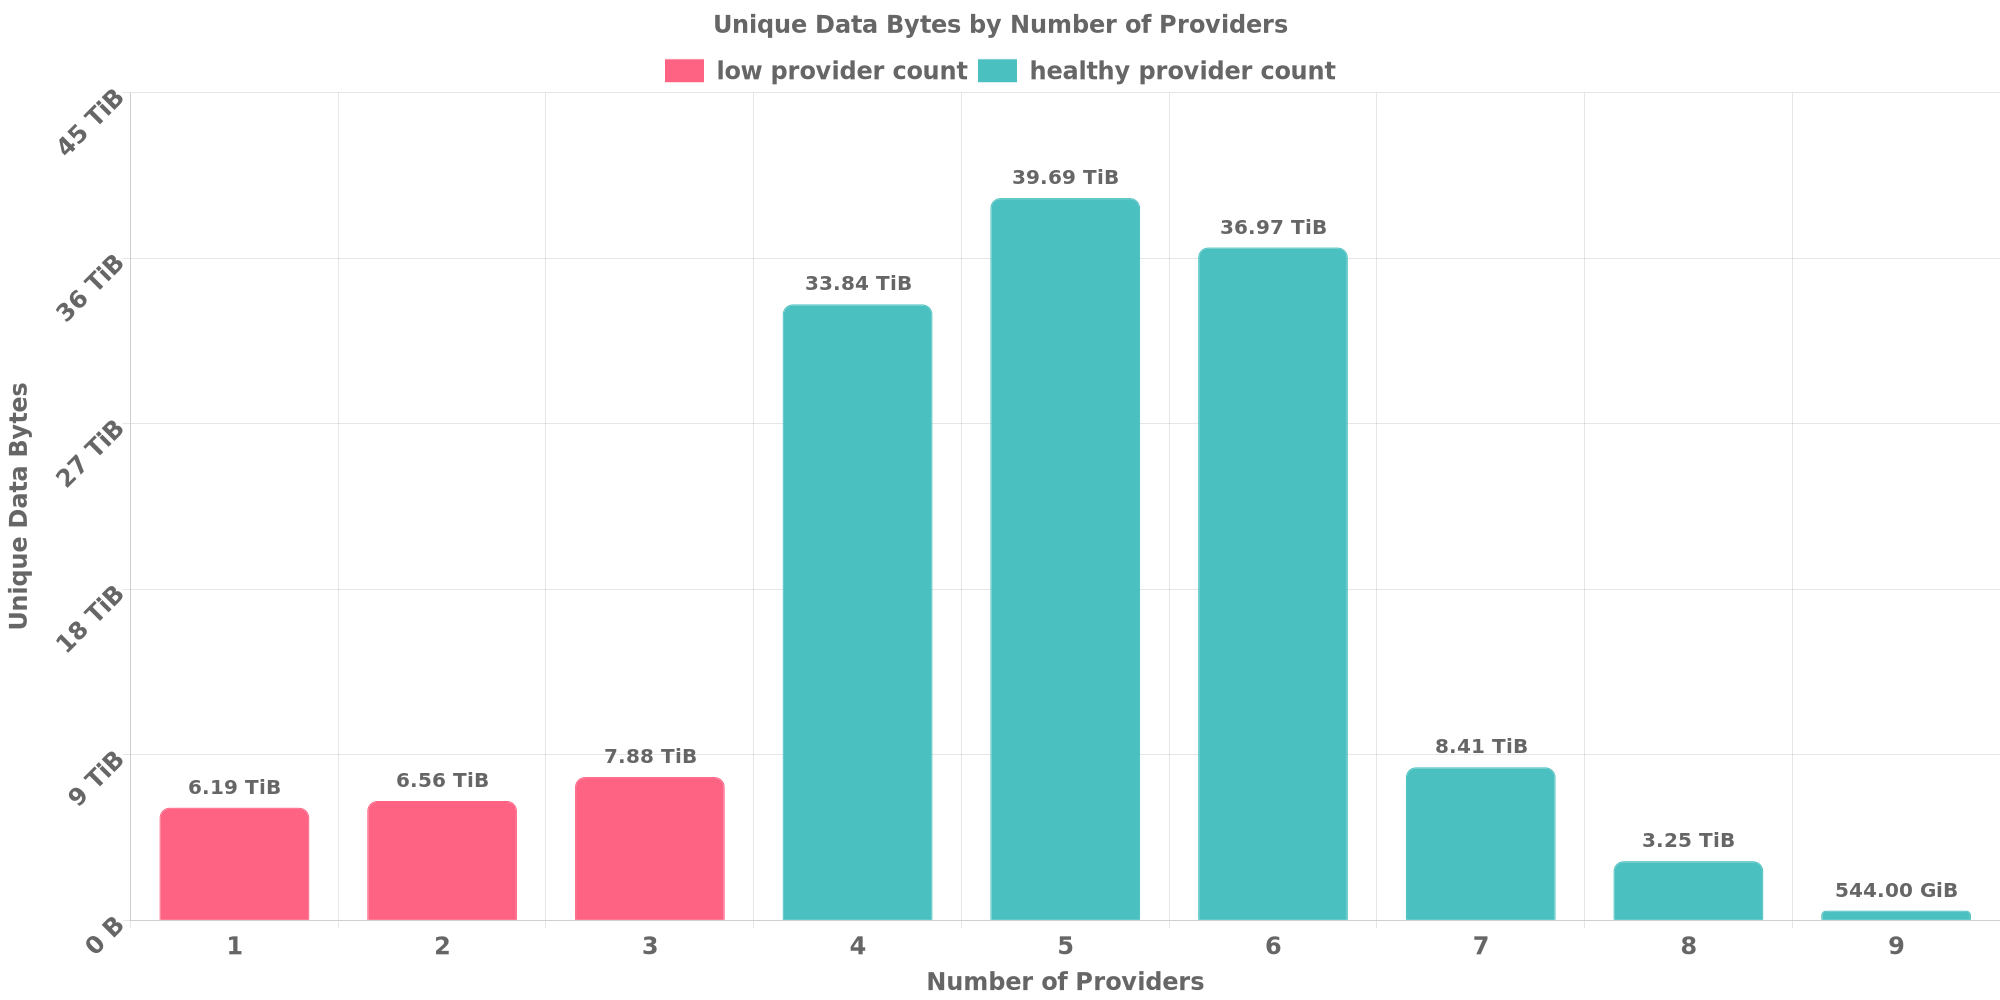 Unique Data Bytes by Number of Providers
low provider count healthy provider count
45 TiB
36 TiB
27 TiB
18 TiB
9 TiB
0 B
Unique Data Bytes
6.19 TiB
6.56 TiB
7.88 TiB
33.84 TiB
39.69 TiB
36.97 TiB
8.41 TiB
3.25 TiB
544.00 GiB
1 2 3 4 5 6 7 8 9
Number of Providers